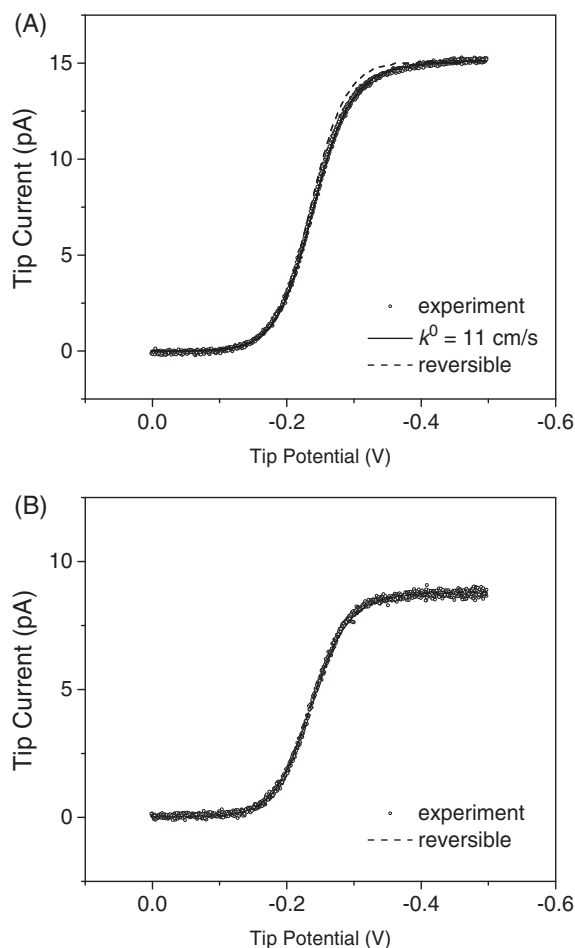 (A)
15
10
5
0
Tip Current (pA)
experiment
k⁰ = 11 cm/s
reversible
0.0 -0.2 -0.4 -0.6
Tip Potential (V)
(B)
10
5
0
Tip Current (pA)
experiment
reversible
0.0 -0.2 -0.4 -0.6
Tip Potential (V)